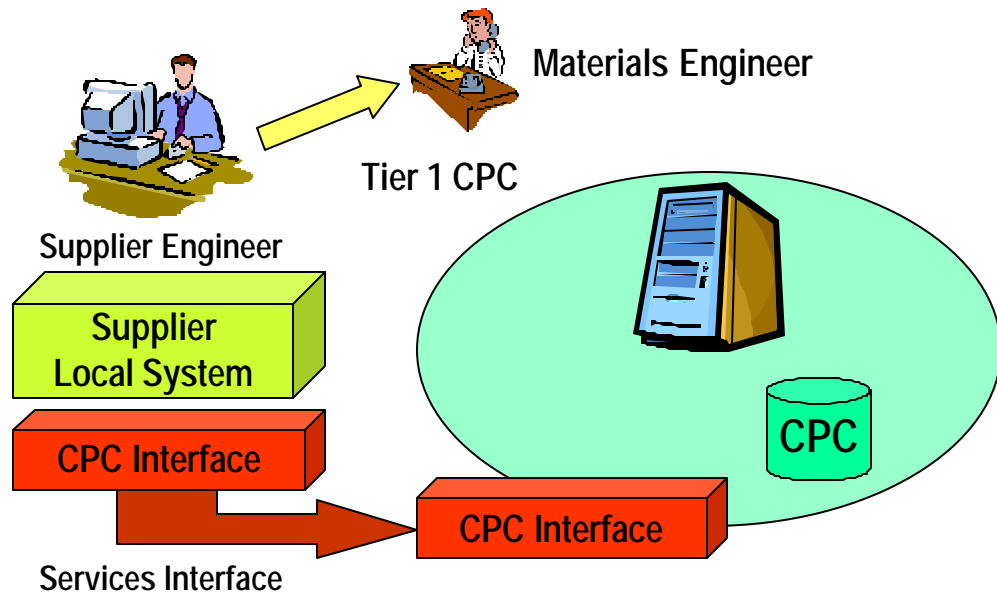 Materials Engineer
Tier 1 CPC
Supplier Engineer
Supplier
Local System
CPC
CPC Interface
CPC Interface
Services Interface